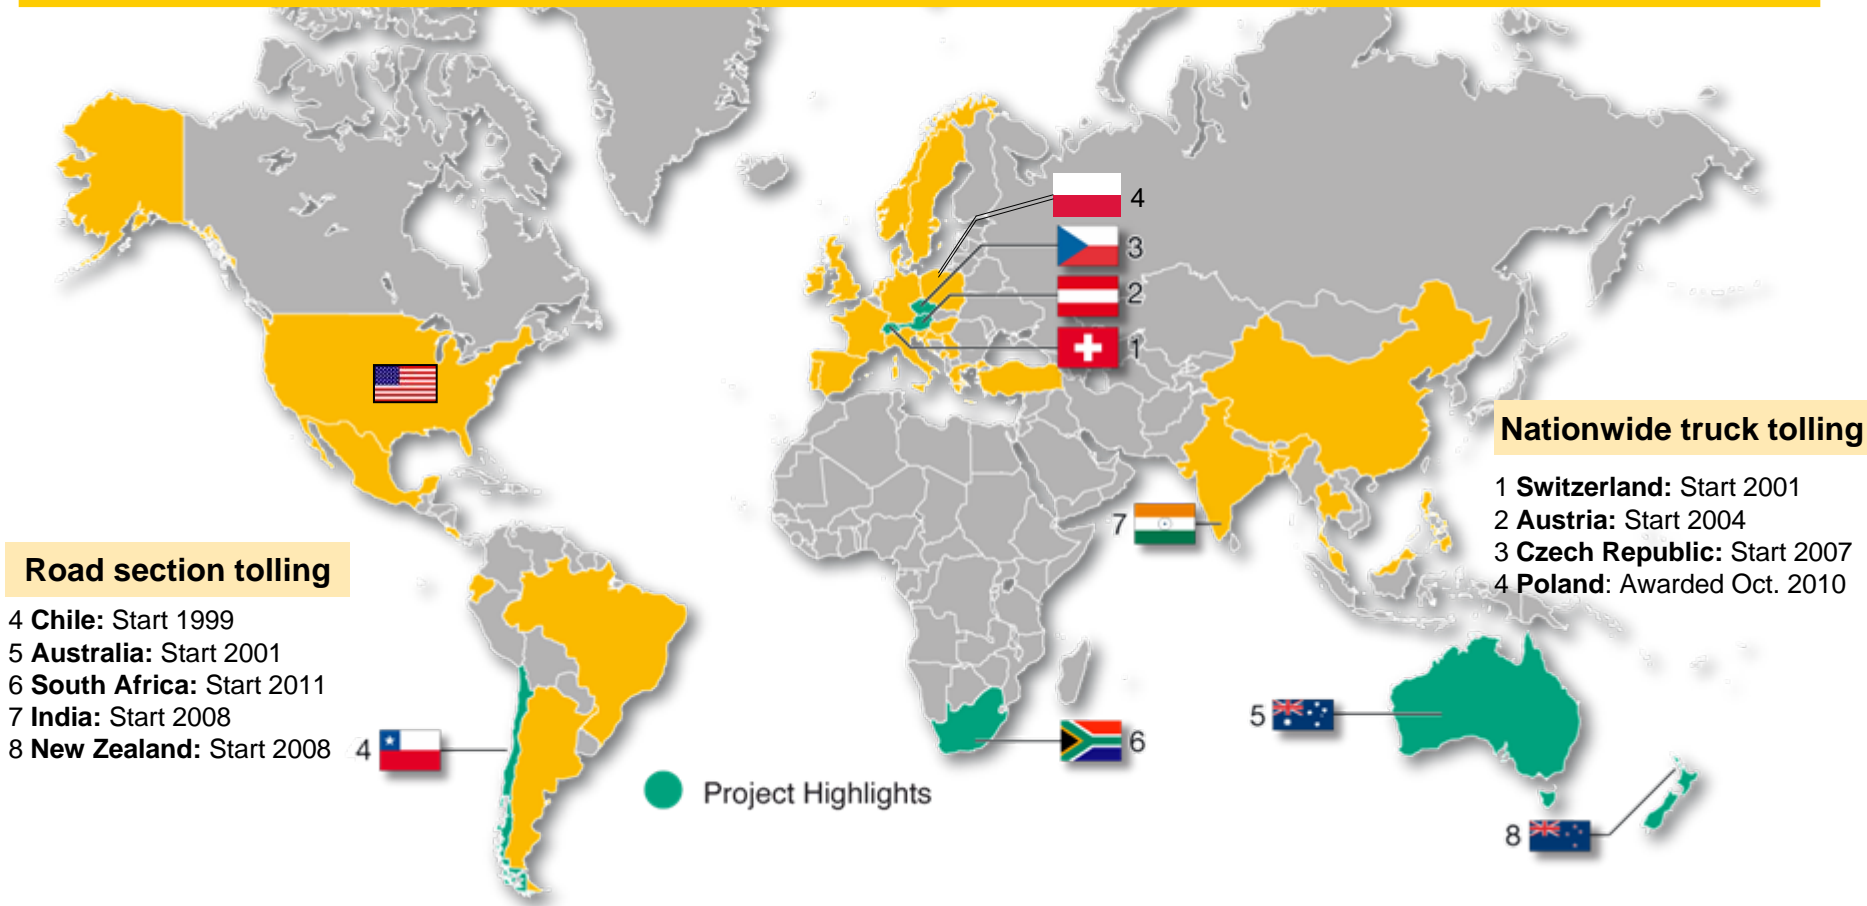 4
3
2
1
Nationwide truck tolling
1 Switzerland: Start 2001
2 Austria: Start 2004
3 Czech Republic: Start 2007
4 Poland: Awarded Oct. 2010
7
Road section tolling
4 Chile: Start 1999
5 Australia: Start 2001
6 South Africa: Start 2011
7 India: Start 2008
8 New Zealand: Start 2008
4
6
5
Project Highlights
8